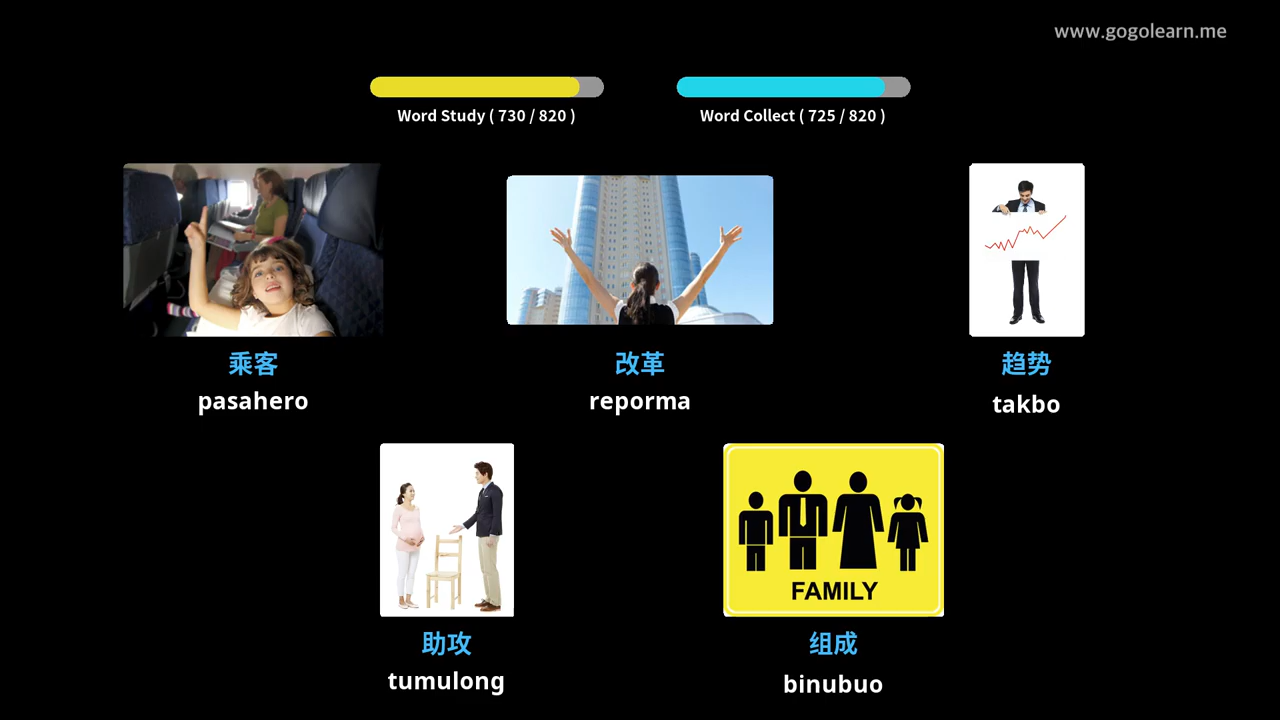 www.gogolearn.me
Word Study ( 730 / 820 )
Word Collect ( 725 / 820 )
乘客
pasahero
改革
reporma
趋势
takbo
助攻
tumulong
FAMILY
组成
binubuo